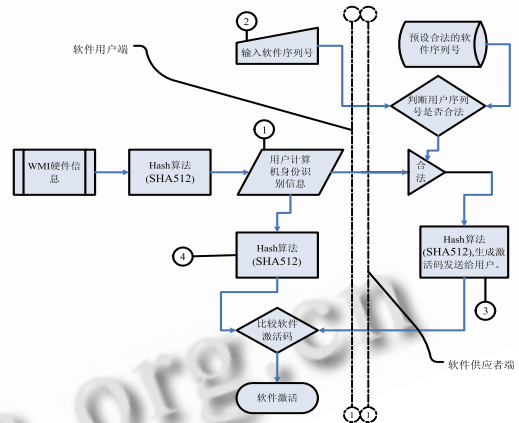 2
输入软件序列号
预设合法的软
件序列号
软件用户端
判断用户序列
号是否合法
1
WMI硬件信
息
Hash算法
(SHA512)
用户计算
机身份识
别信息
合
法
4
Hash算法
(SHA512)
Hash算法
(SHA512),生成激
活码发送给用户。
3
比较软件
激活码
软件供应者端
软件激活
1
1
1
1
.org.cn